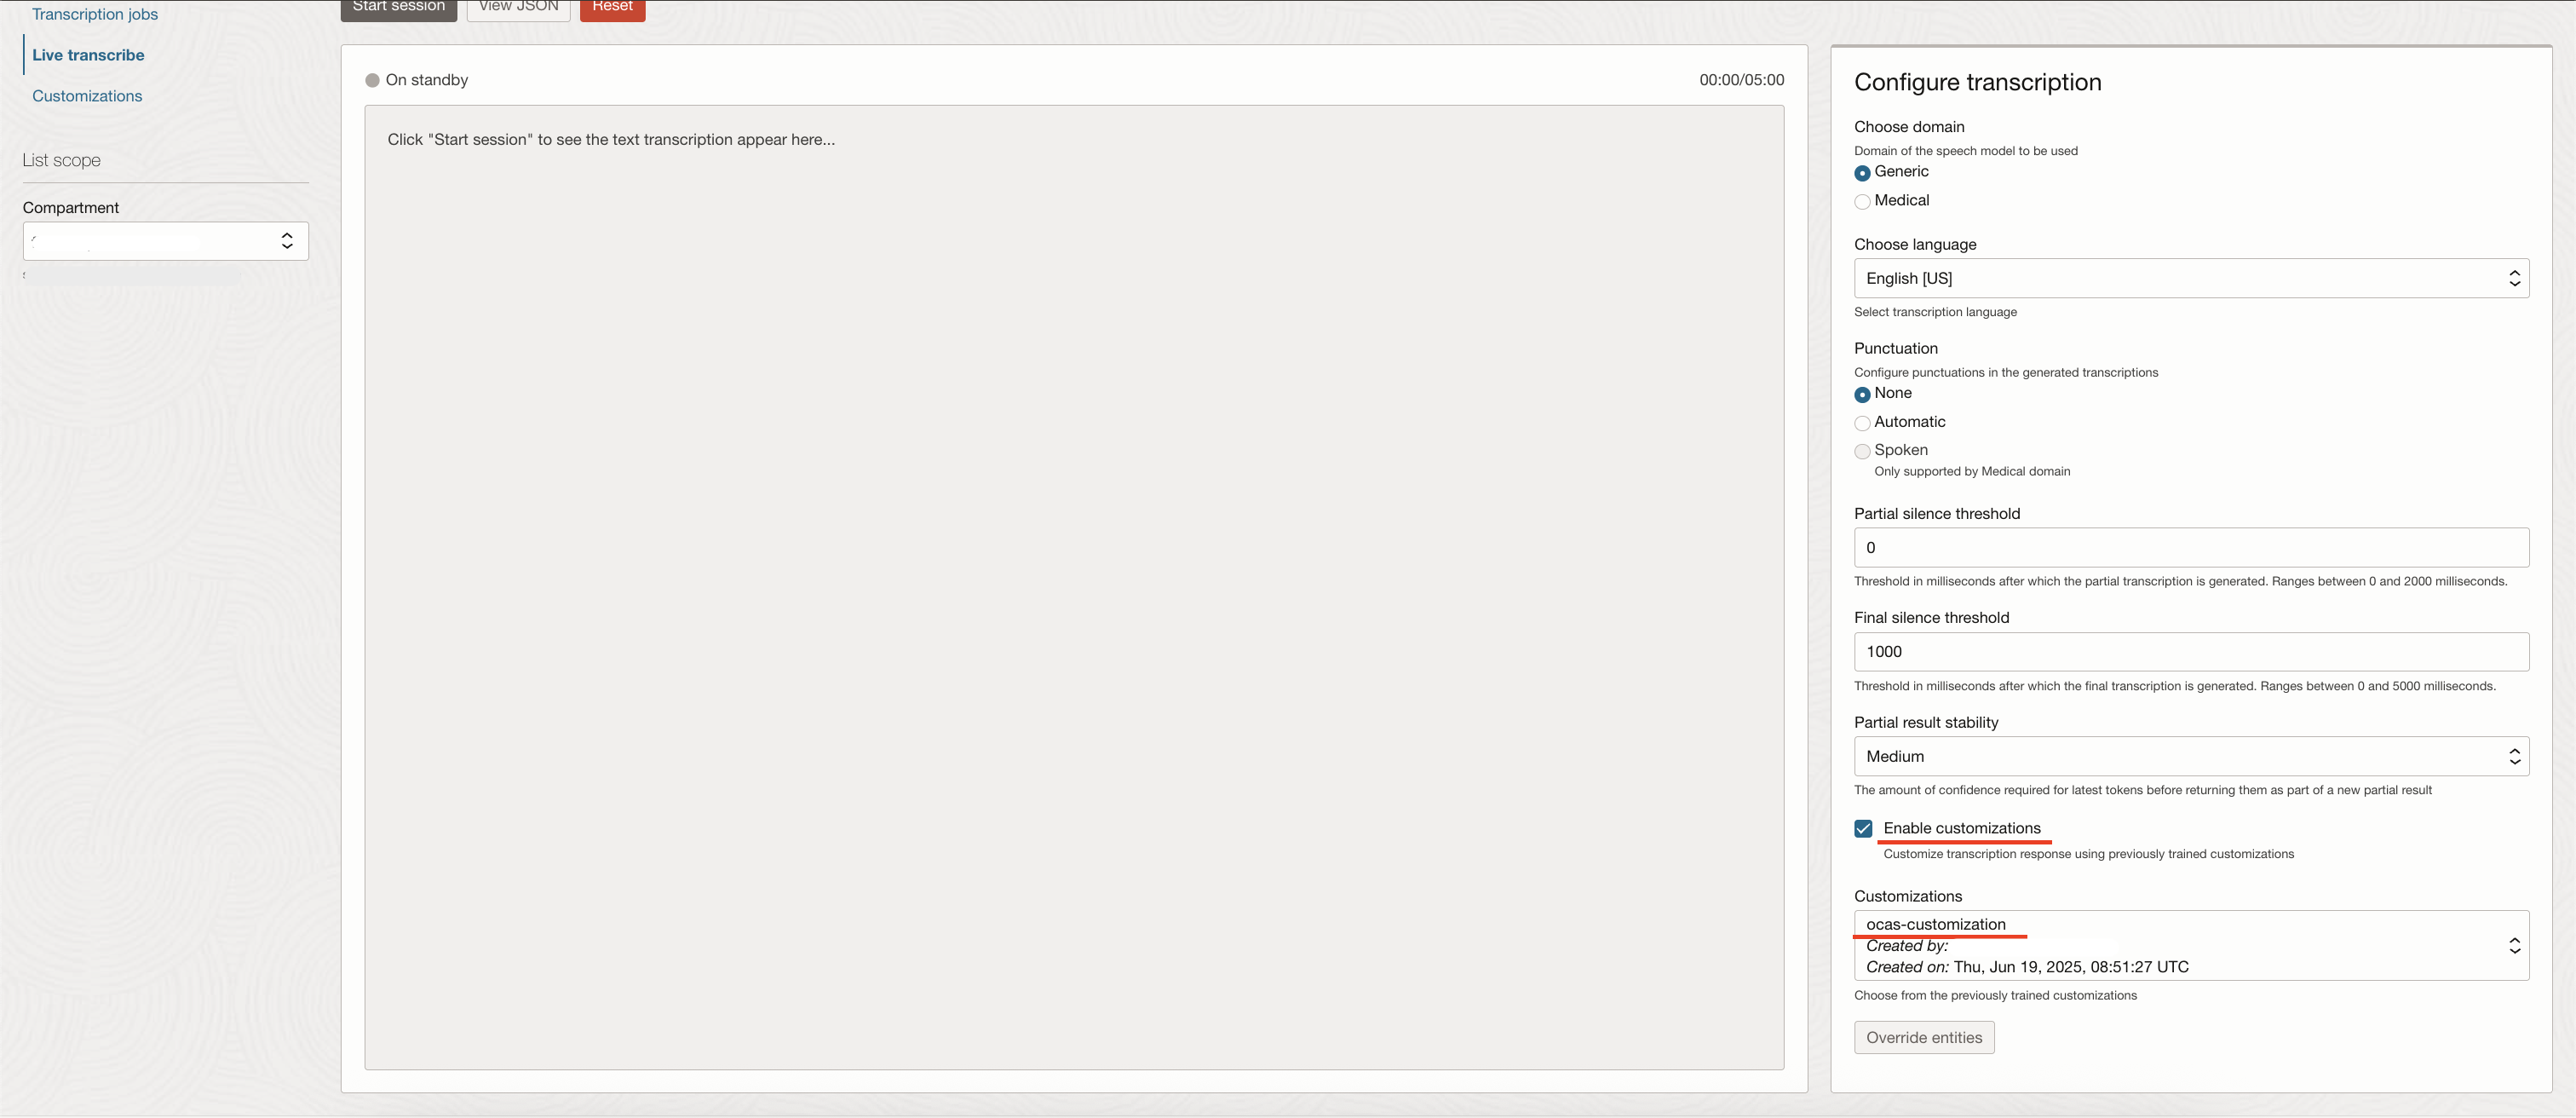 Transcription jobs
Live transcribe
Customizations
List scope
Compartment
Start session
View JSON
Reset
On standby
00:00/05:00
Click "Start session" to see the text transcription appear here...
Configure transcription
Choose domain
Domain of the speech model to be used
Generic
Medical
Choose language
English [US]
Select transcription language
Punctuation
Configure punctuations in the generated transcriptions
None
Automatic
Spoken
Only supported by Medical domain
Partial silence threshold
0
Threshold in milliseconds after which the partial transcription is generated. Ranges between 0 and 2000 milliseconds.
Final silence threshold
1000
Threshold in milliseconds after which the final transcription is generated. Ranges between 0 and 5000 milliseconds.
Partial result stability
Medium
The amount of confidence required for latest tokens before returning them as part of a new partial result
Enable customizations
Customize transcription response using previously trained customizations
Customizations
ocas-customization
Created by:
Created on: Thu, Jun 19, 2025, 08:51:27 UTC
Choose from the previously trained customizations
Override entities